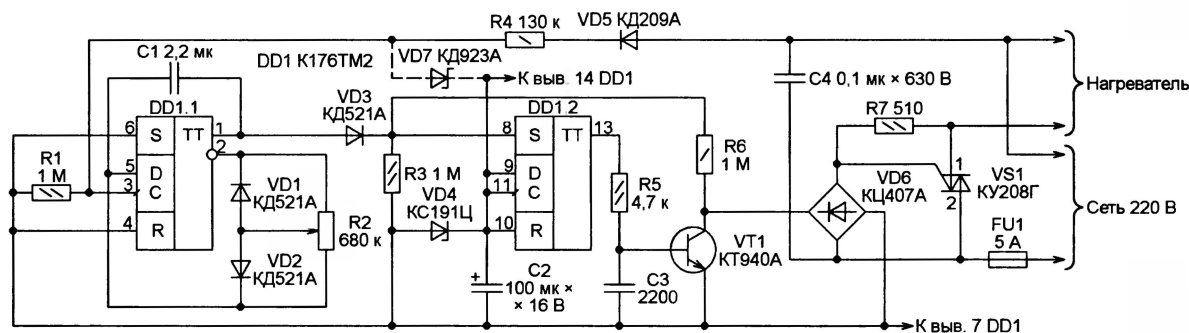 R4 130 к
VD5 КД209А
C1 2,2 мк
DD1 К176ТМ2
VD7 КД923А
К выв. 14 DD1
C4 0,1 мк × 630 В
Нагреватель
DD1.1
VD3
КД521А
DD1.2
R7 510
6 S TT 1
2
5 D
3 C
4 R
R1
1 М
VD1
КД521А
R2
680 к
VD2
КД521А
R3 1 М
VD4
КС191Ц
8 S TT 13
9 D
11 C
10 R
R5
4,7 к
R6
1 М
VD6
КЦ407А
1
2
VS1
КУ208Г
Сеть 220 В
FU1
5 А
VT1
КТ940А
+
C2
100 мк ×
× 16 В
C3
2200
К выв. 7 DD1